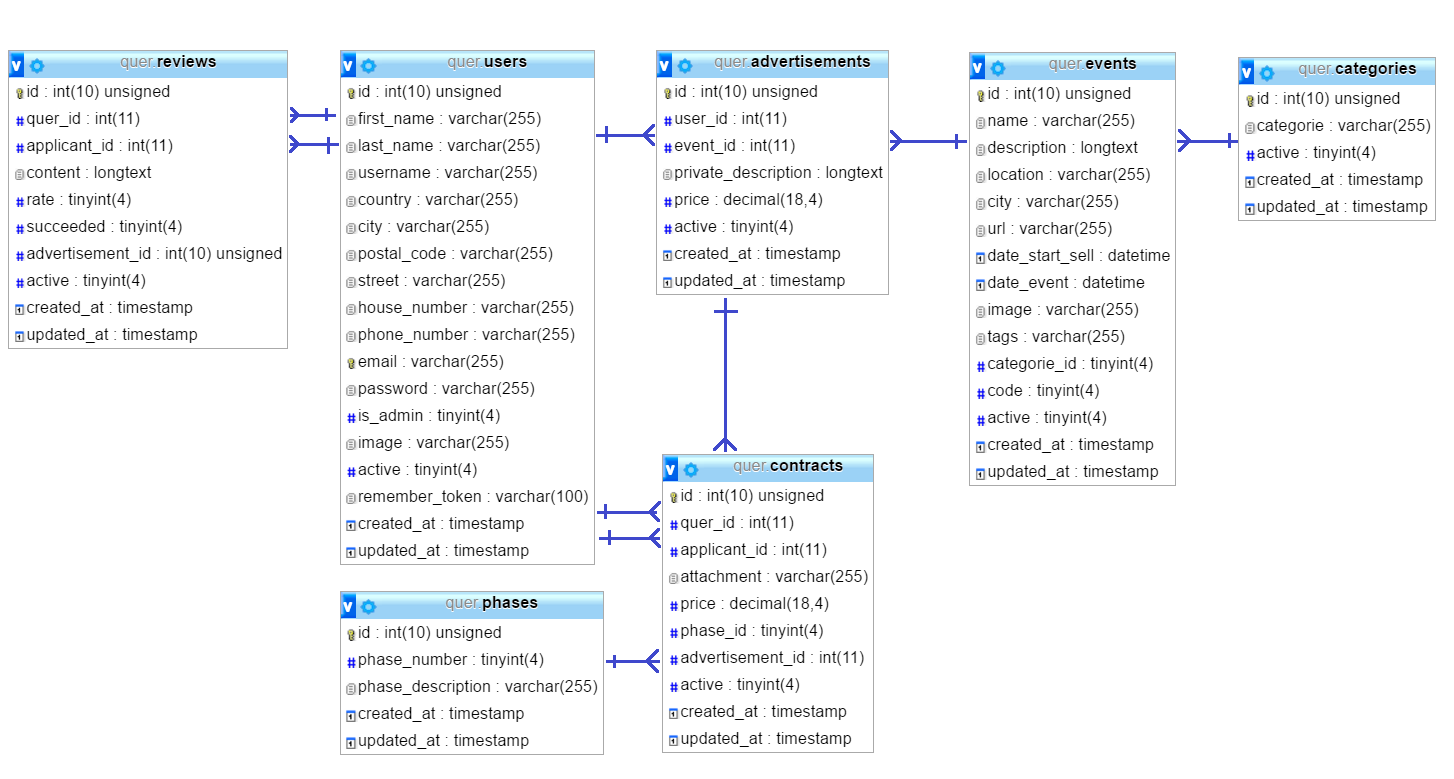 quer.reviews
id : int(10) unsigned
quer_id : int(11)
applicant_id : int(11)
content : longtext
rate : tinyint(4)
succeeded : tinyint(4)
advertisement_id : int(10) unsigned
active : tinyint(4)
created_at : timestamp
updated_at : timestamp
quer.users
id : int(10) unsigned
first_name : varchar(255)
last_name : varchar(255)
username : varchar(255)
country : varchar(255)
city : varchar(255)
postal_code : varchar(255)
street : varchar(255)
house_number : varchar(255)
phone_number : varchar(255)
email : varchar(255)
password : varchar(255)
is_admin : tinyint(4)
image : varchar(255)
active : tinyint(4)
remember_token : varchar(100)
created_at : timestamp
updated_at : timestamp
quer.advertisements
id : int(10) unsigned
user_id : int(11)
event_id : int(11)
private_description : longtext
price : decimal(18,4)
active : tinyint(4)
created_at : timestamp
updated_at : timestamp
quer.events
id : int(10) unsigned
name : varchar(255)
description : longtext
location : varchar(255)
city : varchar(255)
url : varchar(255)
date_start_sell : datetime
date_event : datetime
image : varchar(255)
tags : varchar(255)
categorie_id : tinyint(4)
code : tinyint(4)
active : tinyint(4)
created_at : timestamp
updated_at : timestamp
quer.categories
id : int(10) unsigned
categorie : varchar(255)
active : tinyint(4)
created_at : timestamp
updated_at : timestamp
quer.phases
id : int(10) unsigned
phase_number : tinyint(4)
phase_description : varchar(255)
created_at : timestamp
updated_at : timestamp
quer.contracts
id : int(10) unsigned
quer_id : int(11)
applicant_id : int(11)
attachment : varchar(255)
price : decimal(18,4)
phase_id : tinyint(4)
advertisement_id : int(11)
active : tinyint(4)
created_at : timestamp
updated_at : timestamp